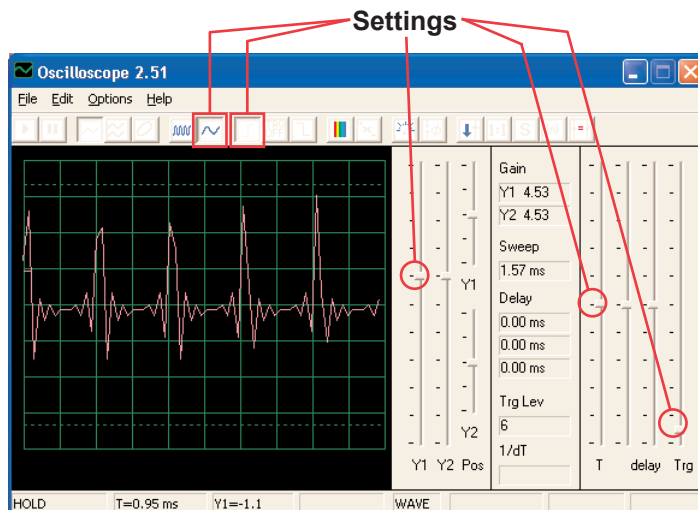 Settings
Oscilloscope 2.51
File Edit Options Help
Gain
Y1 4.53
Y2 4.53
Sweep
1.57 ms
Y1
Delay
0.00 ms
0.00 ms
0.00 ms
Trg Lev
6
Y2
1/dT
Y1 Y2 Pos
T delay Trg
HOLD T=0.95 ms Y1=-1.1 WAVE